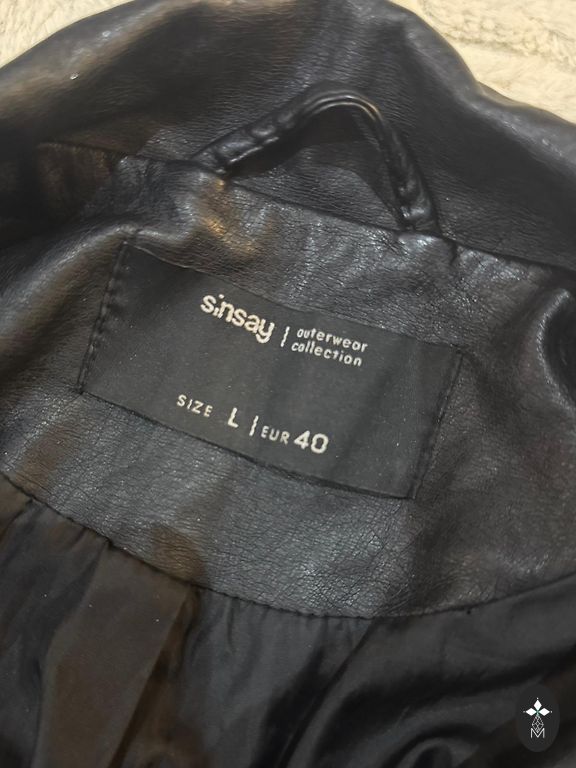 sinsay | outerwear
collection
SIZE L | EUR 40